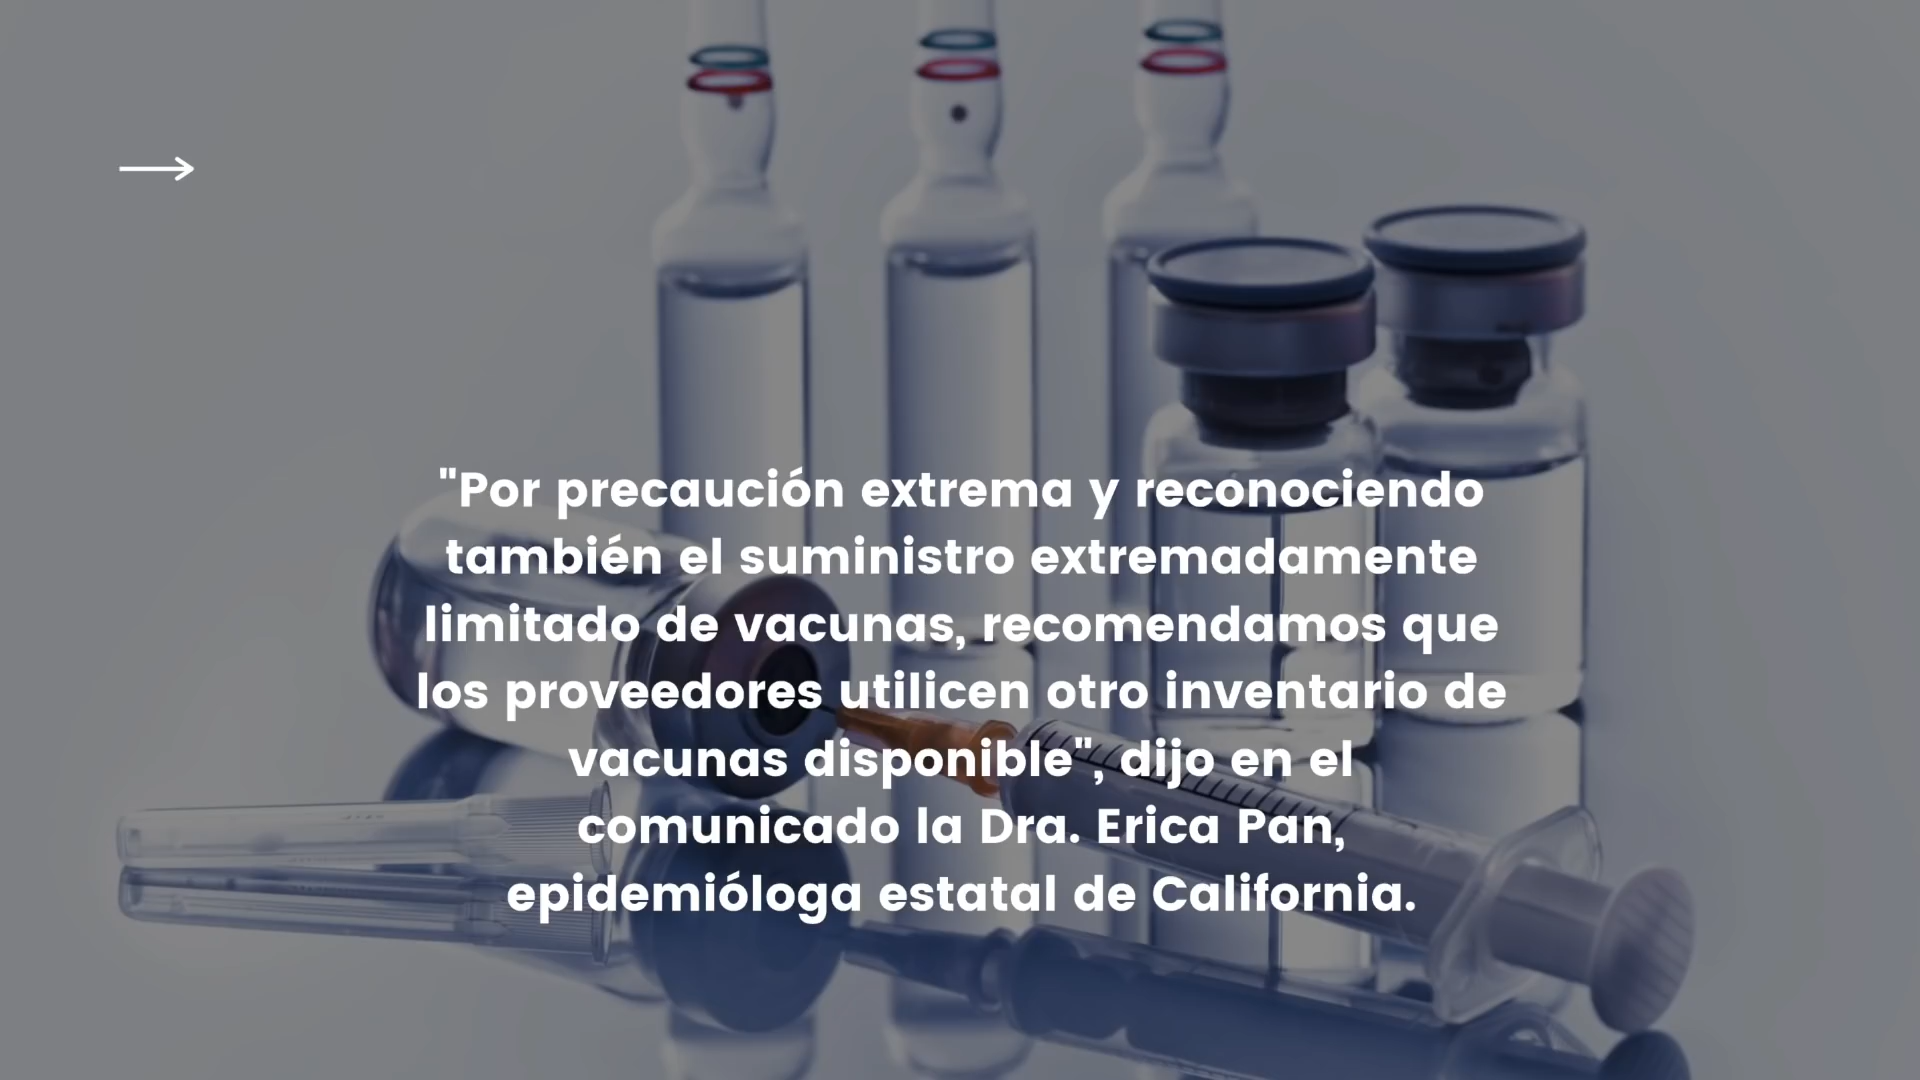 "Por precaución extrema y reconociendo
también el suministro extremadamente
limitado de vacunas, recomendamos que
los proveedores utilicen otro inventario de
vacunas disponible", dijo en el
comunicado la Dra. Erica Pan,
epidemióloga estatal de California.